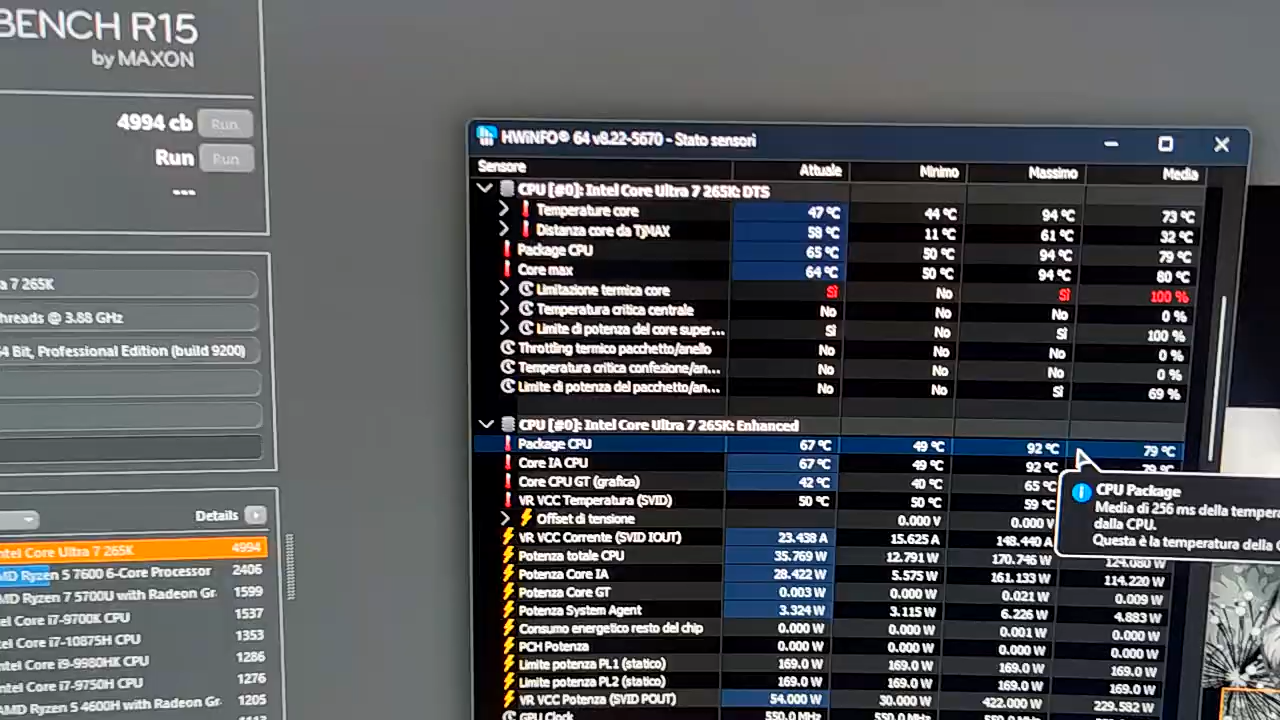 BENCH R15
by MAXON
4994 cb Run
Run Run
---
a 7 265K
hreads @ 3.88 GHz
4 Bit, Professional Edition (build 9200)
Details
ntel Core Ultra 7 265K 4994
MD Ryzen 5 7600 6-Core Processor 2406
MD Ryzen 7 5700U with Radeon Gr. 1599
ntel Core i7-9700K CPU 1537
ntel Core i7-10875H CPU 1353
ntel Core i9-9980HK CPU 1286
ntel Core i7-9750H CPU 1276
MD Ryzen 5 4600H with Radeon Gr. 1205
HWiNFO® 64 v8.22-5670 - Stato sensori
Sensore Attuale Minimo Massimo Media
CPU [#0]: Intel Core Ultra 7 265K: DTS
Temperature core 47 °C 44 °C 94 °C 73 °C
Distanza core da TjMAX 58 °C 11 °C 61 °C 32 °C
Package CPU 65 °C 50 °C 94 °C 79 °C
Core max 64 °C 50 °C 94 °C 80 °C
Limitazione termica core Sì No Sì 100 %
Temperatura critica centrale No No No 0 %
Limite di potenza del core super... Sì No Sì 100 %
Throttling termico pacchetto/anello No No No 0 %
Temperatura critica confezione/an... No No No 0 %
Limite di potenza del pacchetto/an... No No Sì 69 %
CPU [#0]: Intel Core Ultra 7 265K: Enhanced
Package CPU 67 °C 49 °C 92 °C 79 °C
Core IA CPU 67 °C 49 °C 92 °C 79 °C
Core CPU GT (grafica) 42 °C 40 °C 65 °C
VR VCC Temperatura (SVID) 50 °C 50 °C 59 °C
Offset di tensione 0.000 V 0.000 V
VR VCC Corrente (SVID IOUT) 23.438 A 15.625 A 148.440 A
Potenza totale CPU 35.769 W 12.791 W 170.746 W 124.080 W
Potenza Core IA 28.422 W 5.575 W 161.133 W 114.220 W
Potenza Core GT 0.003 W 0.000 W 0.021 W 0.009 W
Potenza System Agent 3.324 W 3.115 W 6.226 W 4.883 W
Consumo energetico resto del chip 0.000 W 0.000 W 0.001 W 0.000 W
PCH Potenza 0.000 W 0.000 W 0.000 W 0.000 W
Limite potenza PL1 (statico) 169.0 W 169.0 W 169.0 W 169.0 W
Limite potenza PL2 (statico) 169.0 W 169.0 W 169.0 W 169.0 W
VR VCC Potenza (SVID POUT) 54.000 W 30.000 W 422.000 W 229.582 W
GPU Clock 550.0 MHz 550.0 MHz 550.0 MHz 550.0 MHz
CPU Package
Media di 256 ms della tempera
dalla CPU.
Questa è la temperatura della